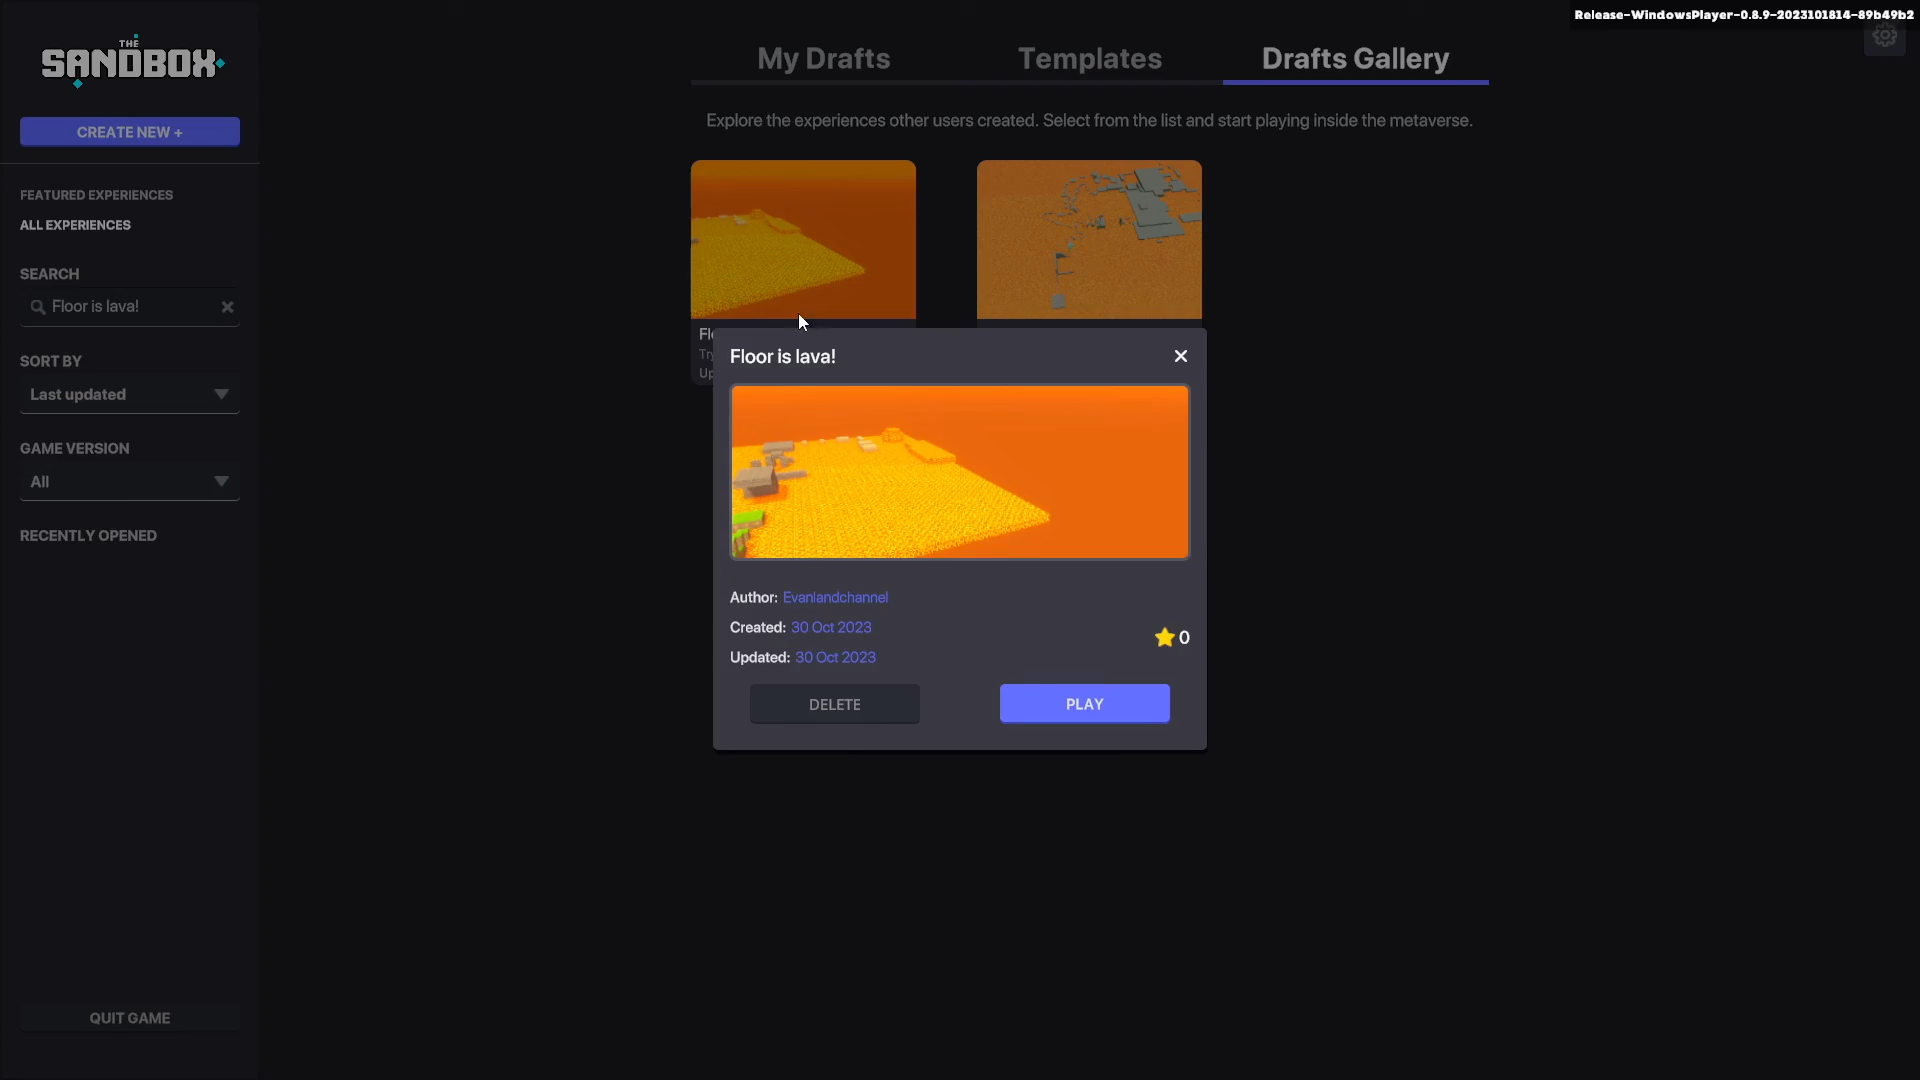 Release-WindowsPlayer-0.8.9-2023101814-89b49b2
THE
SANDBOX
CREATE NEW +
FEATURED EXPERIENCES
ALL EXPERIENCES
SEARCH
Floor is lava!
SORT BY
Last updated
GAME VERSION
All
RECENTLY OPENED
QUIT GAME
My Drafts
Templates
Drafts Gallery
Explore the experiences other users created. Select from the list and start playing inside the metaverse.
Floor is lava!
Author: Evanlandchannel
Created: 30 Oct 2023
Updated: 30 Oct 2023
0
DELETE
PLAY